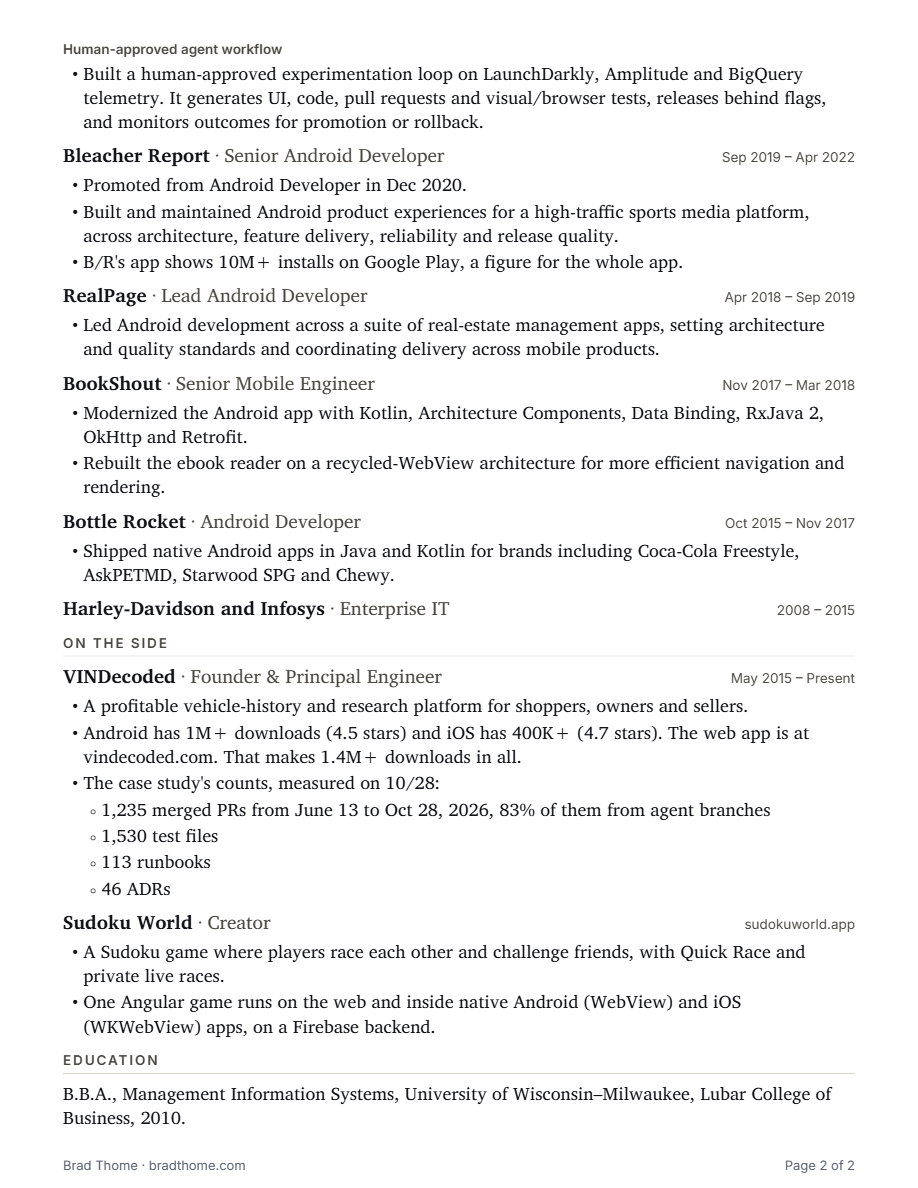 Human-approved agent workflow
• Built a human-approved experimentation loop on LaunchDarkly, Amplitude and BigQuery
telemetry. It generates UI, code, pull requests and visual/browser tests, releases behind flags,
and monitors outcomes for promotion or rollback.
Bleacher Report · Senior Android Developer Sep 2019 – Apr 2022
• Promoted from Android Developer in Dec 2020.
• Built and maintained Android product experiences for a high-traffic sports media platform,
across architecture, feature delivery, reliability and release quality.
• B/R's app shows 10M+ installs on Google Play, a figure for the whole app.
RealPage · Lead Android Developer Apr 2018 – Sep 2019
• Led Android development across a suite of real-estate management apps, setting architecture
and quality standards and coordinating delivery across mobile products.
BookShout · Senior Mobile Engineer Nov 2017 – Mar 2018
• Modernized the Android app with Kotlin, Architecture Components, Data Binding, RxJava 2,
OkHttp and Retrofit.
• Rebuilt the ebook reader on a recycled-WebView architecture for more efficient navigation and
rendering.
Bottle Rocket · Android Developer Oct 2015 – Nov 2017
• Shipped native Android apps in Java and Kotlin for brands including Coca-Cola Freestyle,
AskPETMD, Starwood SPG and Chewy.
Harley-Davidson and Infosys · Enterprise IT 2008 – 2015
ON THE SIDE
VINDecoded · Founder & Principal Engineer May 2015 – Present
• A profitable vehicle-history and research platform for shoppers, owners and sellers.
• Android has 1M+ downloads (4.5 stars) and iOS has 400K+ (4.7 stars). The web app is at
vindecoded.com. That makes 1.4M+ downloads in all.
• The case study's counts, measured on 10/28:
◦ 1,235 merged PRs from June 13 to Oct 28, 2026, 83% of them from agent branches
◦ 1,530 test files
◦ 113 runbooks
◦ 46 ADRs
Sudoku World · Creator sudokuworld.app
• A Sudoku game where players race each other and challenge friends, with Quick Race and
private live races.
• One Angular game runs on the web and inside native Android (WebView) and iOS
(WKWebView) apps, on a Firebase backend.
EDUCATION
B.B.A., Management Information Systems, University of Wisconsin–Milwaukee, Lubar College of
Business, 2010.
Brad Thome · bradthome.com Page 2 of 2